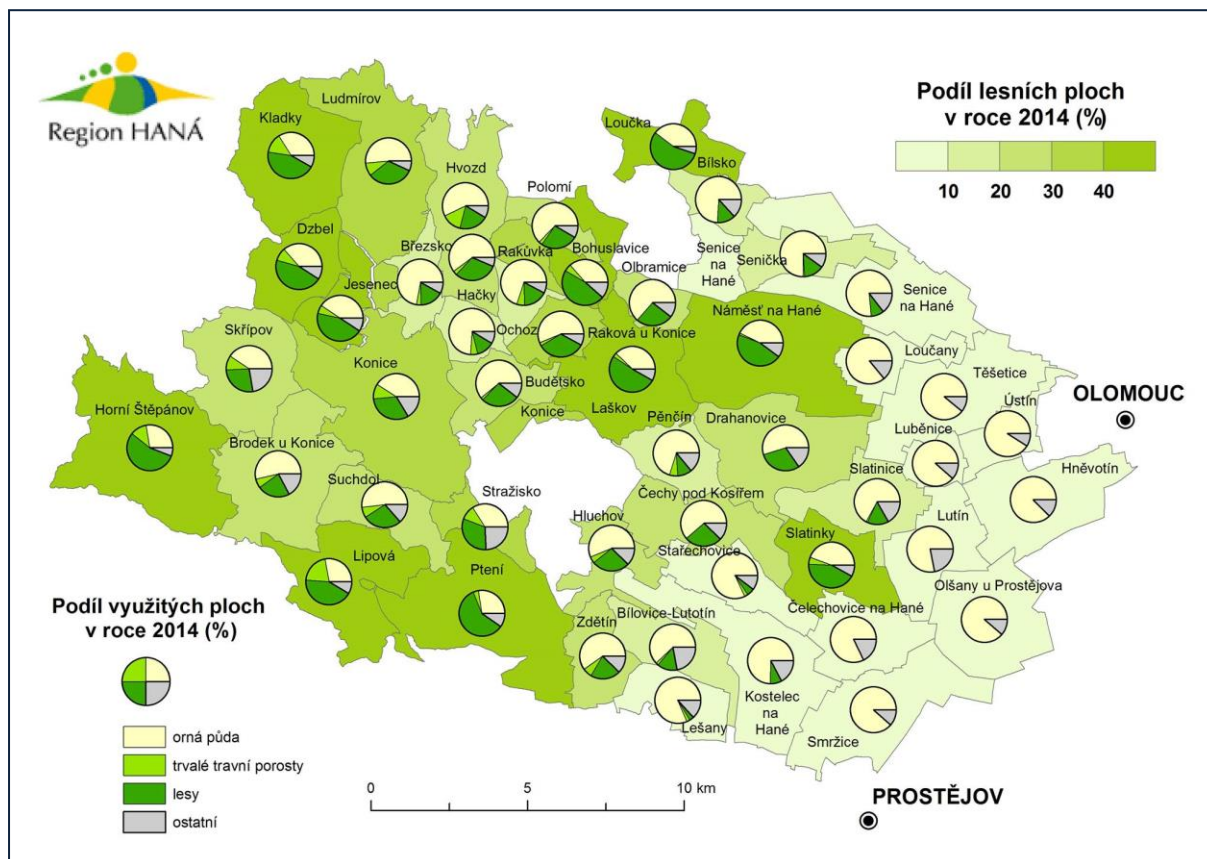 Region HANÁ
Podíl lesních ploch
v roce 2014 (%)
10 20 30 40
Ludmírov
Kladky
Loučka
Bílsko
Hvozd
Polomí
Dzbel
Březsko
Rakůvka
Bohuslavice
Senice
na
Hané
Senička
Jesenec
Hačky
Olbramice
Senice
na Hané
Skřípov
Ochoz
Raková u Konice
Náměšť na Hané
Konice
Loučany
Budětsko
Těšetice
Konice
Laškov
OLOMOUC
Horní Štěpánov
Pěnčín
Drahanovice
Ústín
Brodek u Konice
Luběnice
Slatinice
Hněvotín
Suchdol
Stražisko
Čechy pod Kosířem
Hluchov
Lutín
Slatinky
Stařechovice
Lipová
Ptení
Olšany u Prostějova
Čelechovice na Hané
Bílovice-Lutotín
Zdětín
Kostelec
na
Hané
Lešany
Smržice
Podíl využitých ploch
v roce 2014 (%)
orná půda
trvalé travní porosty
lesy
ostatní
0 5 10 km
PROSTĚJOV